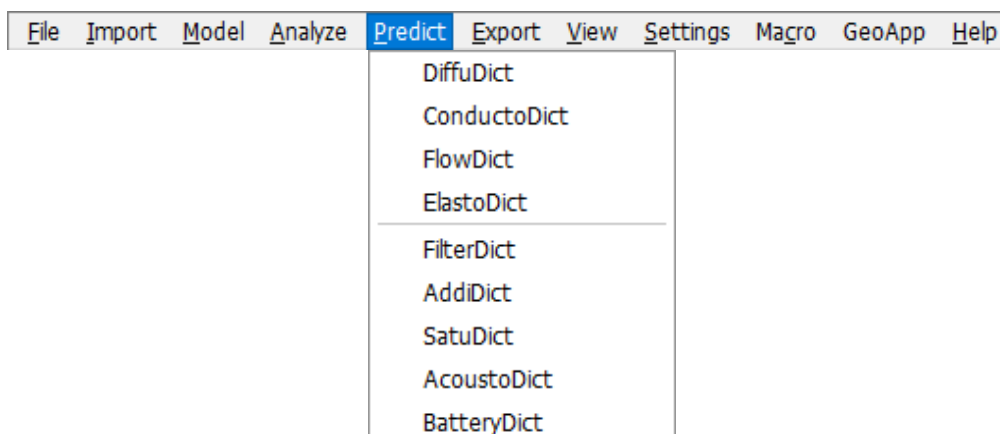 File Import Model Analyze Predict Export View Settings Macro GeoApp Help
DiffuDict
ConductoDict
FlowDict
ElastoDict
FilterDict
AddiDict
SatuDict
AcoustoDict
BatteryDict